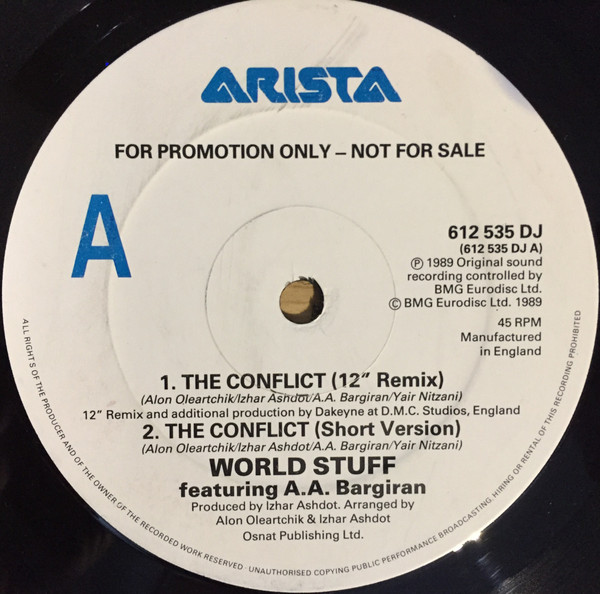 ARISTA
FOR PROMOTION ONLY – NOT FOR SALE
A
612 535 DJ
(612 535 DJ A)
Ⓟ 1989 Original sound
recording controlled by
BMG Eurodisc Ltd.
© BMG Eurodisc Ltd. 1989
45 RPM
Manufactured
in England
1. THE CONFLICT (12″ Remix)
(Alon Oleartchik/Izhar Ashdot/A.A. Bargiran/Yair Nitzani)
12″ Remix and additional production by Dakeyne at D.M.C. Studios, England
2. THE CONFLICT (Short Version)
(Alon Oleartchik/Izhar Ashdot/A.A. Bargiran/Yair Nitzani)
WORLD STUFF
featuring A.A. Bargiran
Produced by Izhar Ashdot. Arranged by
Alon Oleartchik & Izhar Ashdot
Osnat Publishing Ltd.
ALL RIGHTS OF THE PRODUCER AND OF THE OWNER OF THE RECORDED WORK RESERVED · UNAUTHORISED COPYING PUBLIC PERFORMANCE BROADCASTING, HIRING OR RENTAL OF THIS RECORDING PROHIBITED